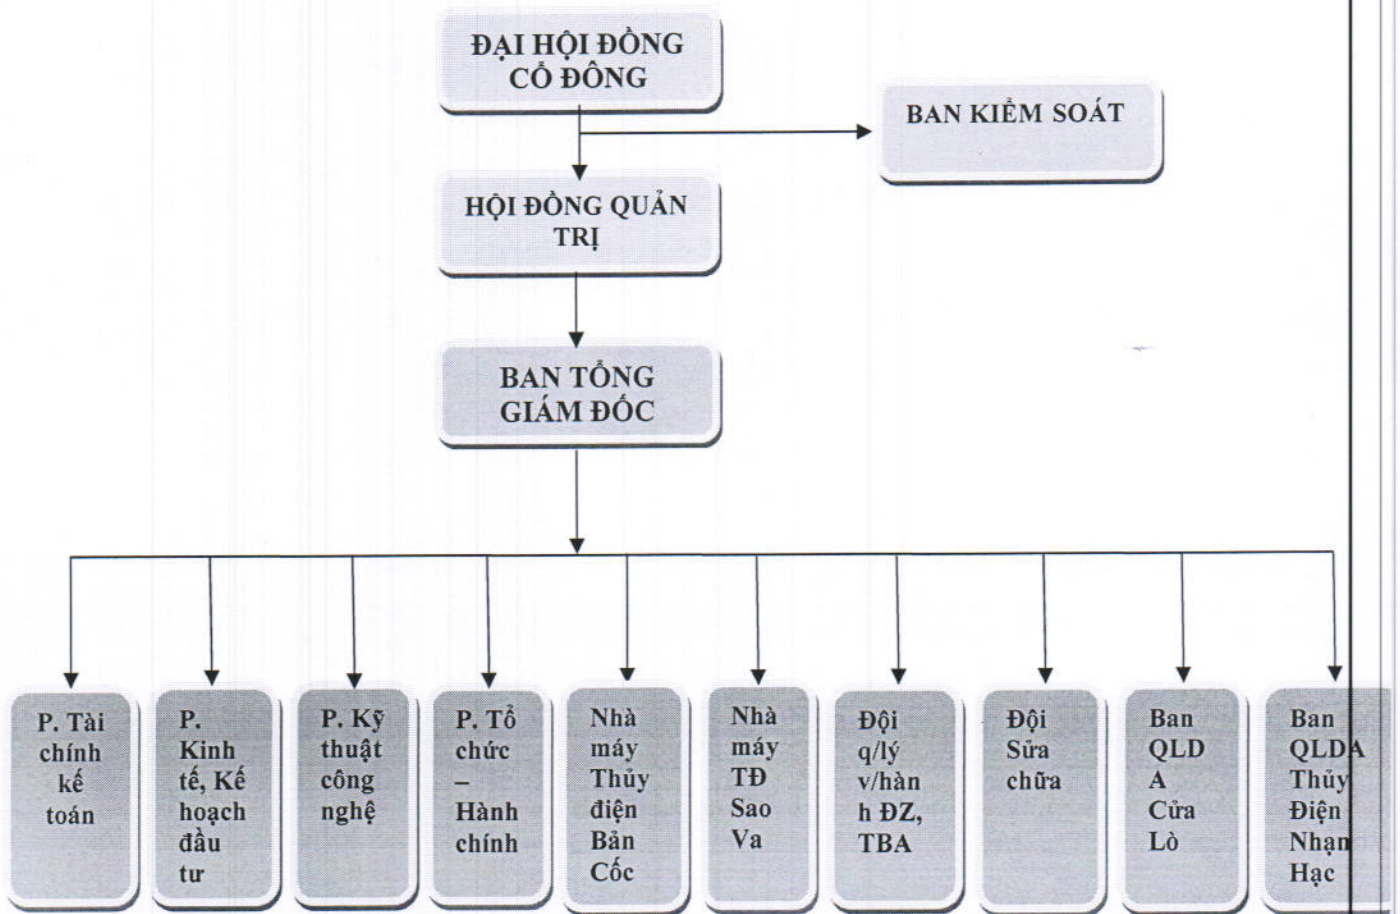 ĐẠI HỘI ĐỒNG
CỔ ĐÔNG
BAN KIỂM SOÁT
HỘI ĐỒNG QUẢN
TRỊ
BAN TỔNG
GIÁM ĐỐC
P. Tài
chính
kế
toán
P.
Kinh
tế, Kế
hoạch
đầu
tư
P. Kỹ
thuật
công
nghệ
P. Tổ
chức
–
Hành
chính
Nhà
máy
Thủy
điện
Bản
Cốc
Nhà
máy
TĐ
Sao
Va
Đội
q/lý
v/hàn
h ĐZ,
TBA
Đội
Sửa
chữa
Ban
QLD
A
Cửa
Lò
Ban
QLDA
Thủy
Điện
Nhạn
Hạc